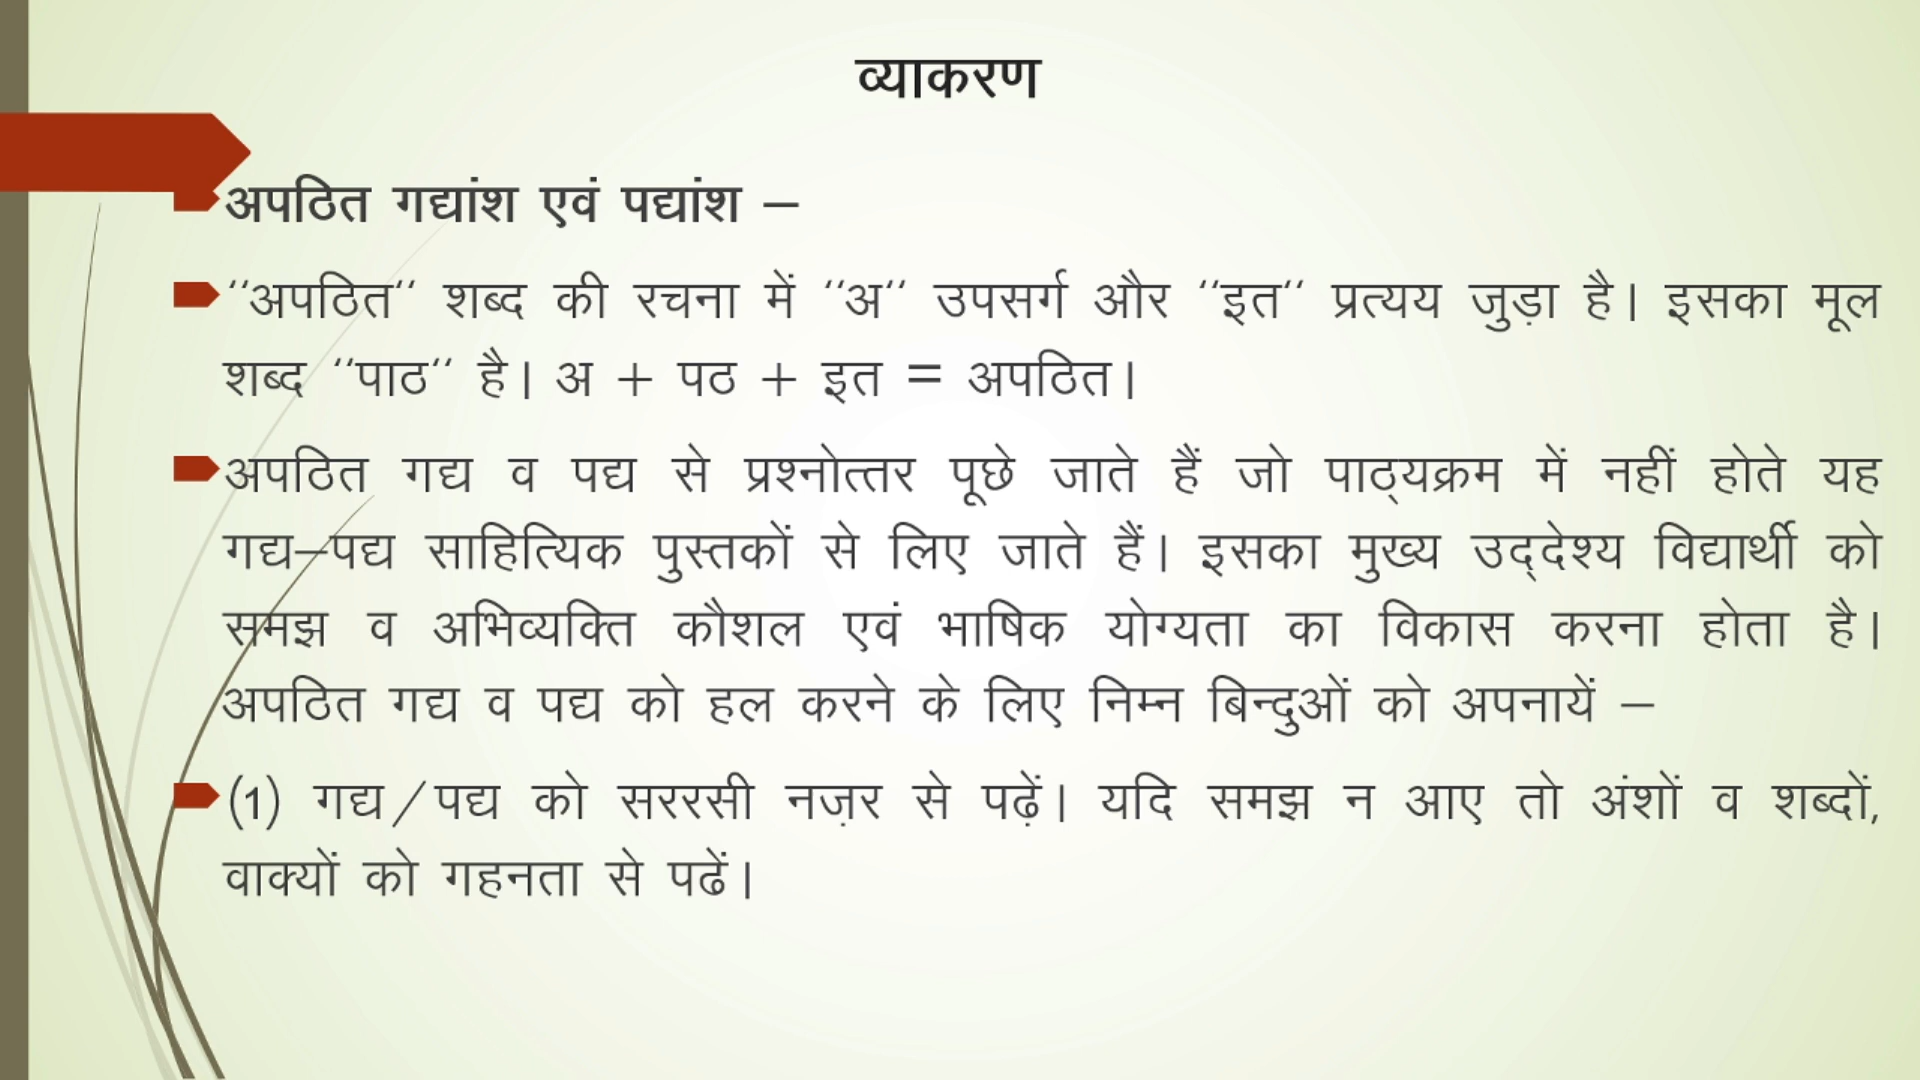 व्याकरण
अपठित गद्यांश एवं पद्यांश –
‘‘अपठित‘‘ शब्द की रचना में ‘‘अ‘‘ उपसर्ग और ‘‘इत‘‘ प्रत्यय जुड़ा है। इसका मूल
शब्द ‘‘पाठ‘‘ है। अ + पठ + इत = अपठित।
अपठित गद्य व पद्य से प्रश्नोत्तर पूछे जाते हैं जो पाठ्यक्रम में नहीं होते यह
गद्य–पद्य साहित्यिक पुस्तकों से लिए जाते हैं। इसका मुख्य उद्देश्य विद्यार्थी को
समझ व अभिव्यक्ति कौशल एवं भाषिक योग्यता का विकास करना होता है।
अपठित गद्य व पद्य को हल करने के लिए निम्न बिन्दुओं को अपनायें –
(1) गद्य/पद्य को सररसी नज़र से पढ़ें। यदि समझ न आए तो अंशों व शब्दों,
वाक्यों को गहनता से पढें।